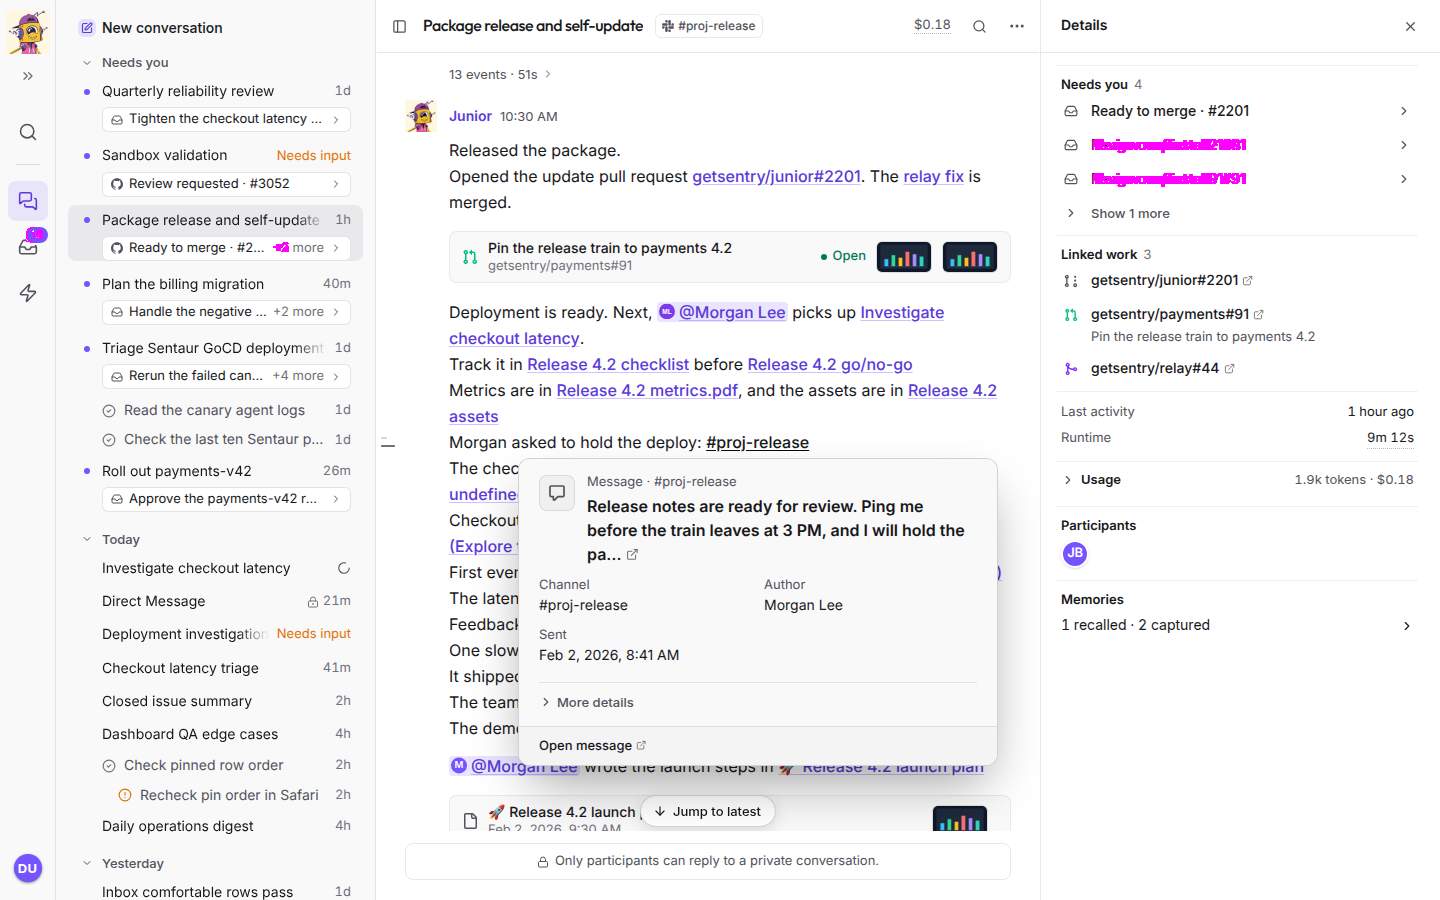 New conversation
Needs you
Quarterly reliability review 1d
Tighten the checkout latency ...
Sandbox validation Needs input
Review requested · #3052
Package release and self-update 1h
Ready to merge · #2... more
Plan the billing migration 40m
Handle the negative ... +2 more
Triage Sentaur GoCD deployment 1d
Rerun the failed can... +4 more
Read the canary agent logs 1d
Check the last ten Sentaur p... 1d
Roll out payments-v42 26m
Approve the payments-v42 r...
Today
Investigate checkout latency
Direct Message 21m
Deployment investigation Needs input
Checkout latency triage 41m
Closed issue summary 2h
Dashboard QA edge cases 4h
Check pinned row order 2h
Recheck pin order in Safari 2h
Daily operations digest 4h
Yesterday
Inbox comfortable rows pass 1d
DU
Package release and self-update #proj-release $0.18
13 events · 51s
Junior 10:30 AM
Released the package.
Opened the update pull request getsentry/junior#2201. The relay fix is
merged.
Pin the release train to payments 4.2
getsentry/payments#91
Open
Deployment is ready. Next, ML @Morgan Lee picks up Investigate
checkout latency.
Track it in Release 4.2 checklist before Release 4.2 go/no-go
Metrics are in Release 4.2 metrics.pdf, and the assets are in Release 4.2
assets
Morgan asked to hold the deploy: #proj-release
The chec
undefine
Checkout
(Explore
First ever )
The laten
Feedback
One slow
It shipped
The team
The demo
Message · #proj-release
Release notes are ready for review. Ping me
before the train leaves at 3 PM, and I will hold the
pa...
Channel Author
#proj-release Morgan Lee
Sent
Feb 2, 2026, 8:41 AM
More details
Open message
M @Morgan Lee wrote the launch steps in 🚀 Release 4.2 launch plan
🚀 Release 4.2 launch
Feb 2, 2026, 9:30 AM
Jump to latest
Only participants can reply to a private conversation.
Details
Needs you 4
Ready to merge · #2201
Show 1 more
Linked work 3
getsentry/junior#2201
getsentry/payments#91
Pin the release train to payments 4.2
getsentry/relay#44
Last activity 1 hour ago
Runtime 9m 12s
Usage 1.9k tokens · $0.18
Participants
JB
Memories
1 recalled · 2 captured